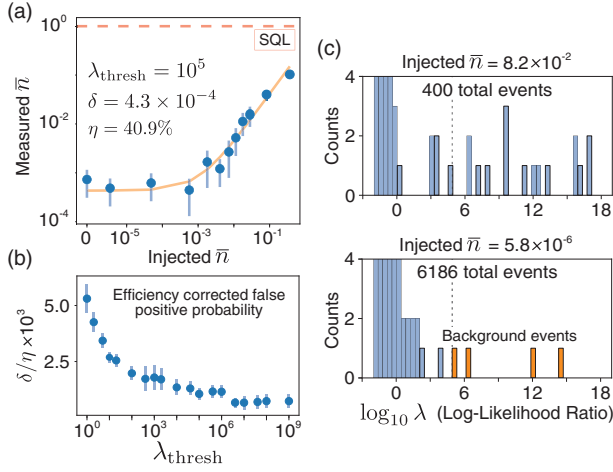 (a)
10^0
10^-2
10^-4
Measured n̅
SQL
λ_thresh = 10^5
δ = 4.3 × 10^-4
η = 40.9%
0
10^-5
10^-3
10^-1
Injected n̅
(b)
5.0
2.5
δ/η ×10^3
Efficiency corrected false
positive probability
10^0
10^3
10^6
10^9
λ_thresh
(c)
Injected n̅ = 8.2×10^-2
400 total events
Counts
4
2
0
0
6
12
18
Injected n̅ = 5.8×10^-6
6186 total events
Background events
Counts
4
2
0
0
6
12
18
log_10 λ (Log-Likelihood Ratio)